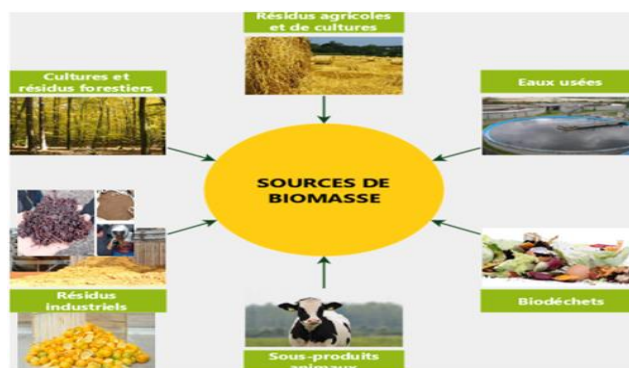 Résidus agricoles
et de cultures
Cultures et
résidus forestiers
Eaux usées
SOURCES DE
BIOMASSE
Résidus
industriels
Biodéchets
Sous-produits
animaux